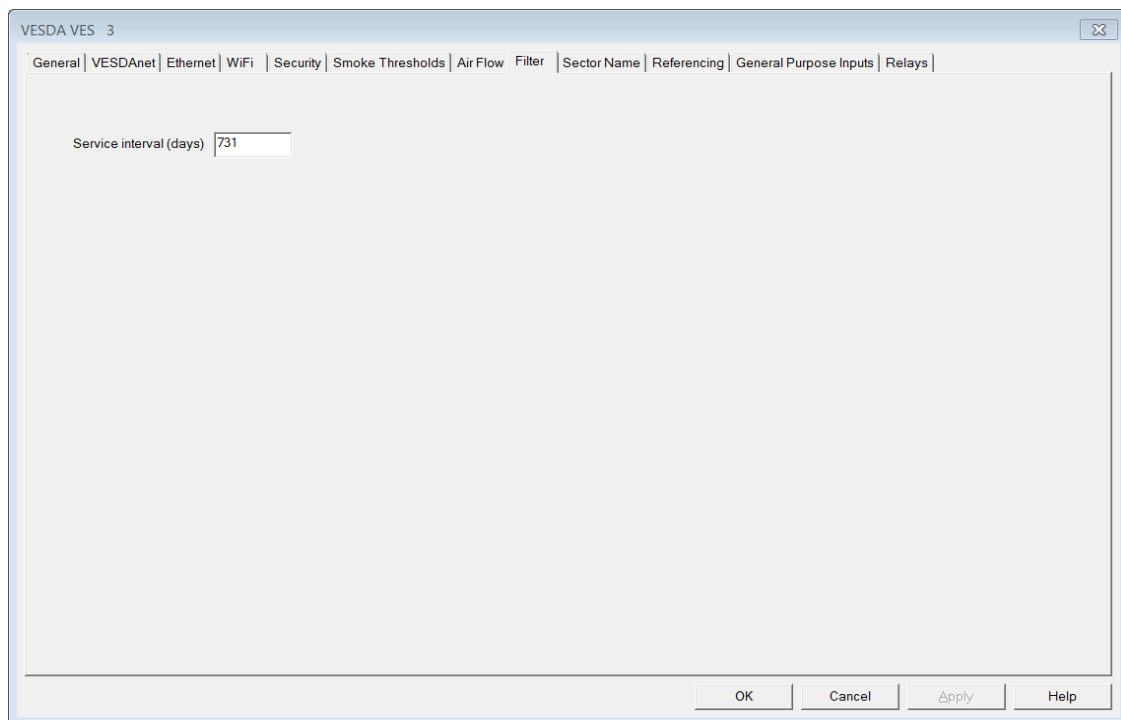 VESDA VES 3
General VESDAnet Ethernet WiFi Security Smoke Thresholds Air Flow Filter Sector Name Referencing General Purpose Inputs Relays
Service interval (days) 731
OK Cancel Apply Help